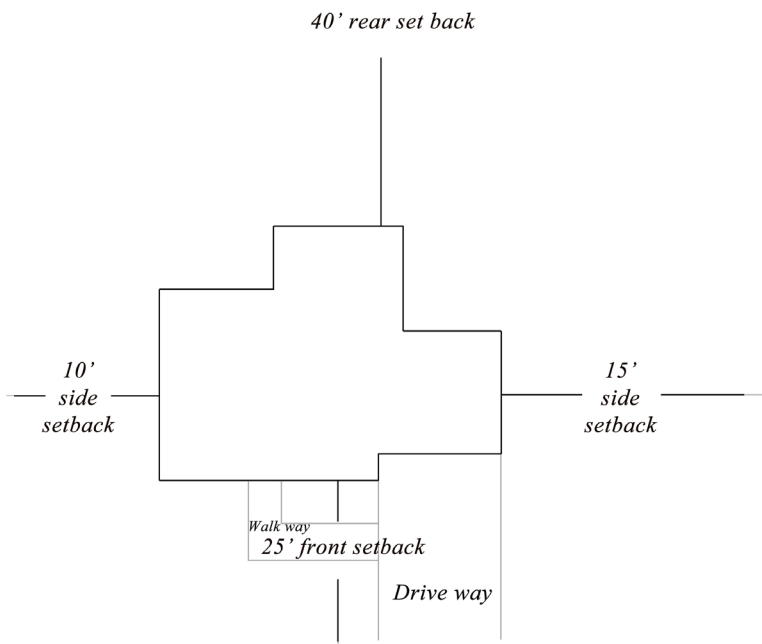 40’ rear set back
10’
side
setback
15’
side
setback
Walk way
25’ front setback
Drive way